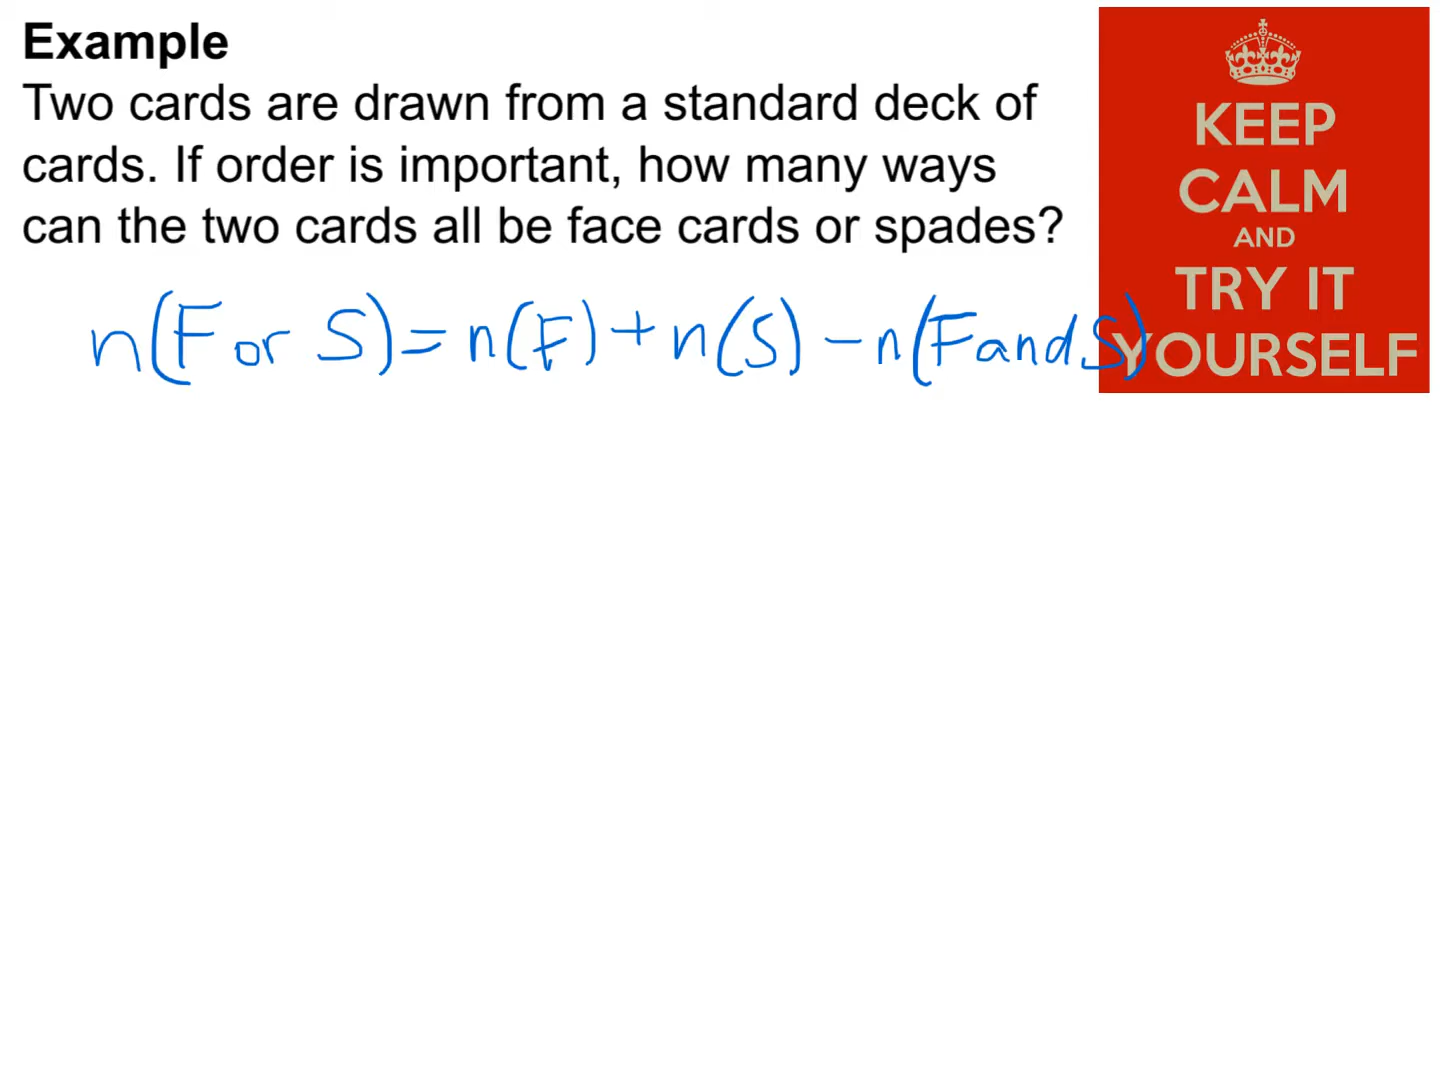 Example
Two cards are drawn from a standard deck of
cards. If order is important, how many ways
can the two cards all be face cards or spades?
n(F or S) = n(F) + n(S) - n(F and S)
KEEP
CALM
AND
TRY IT
YOURSELF